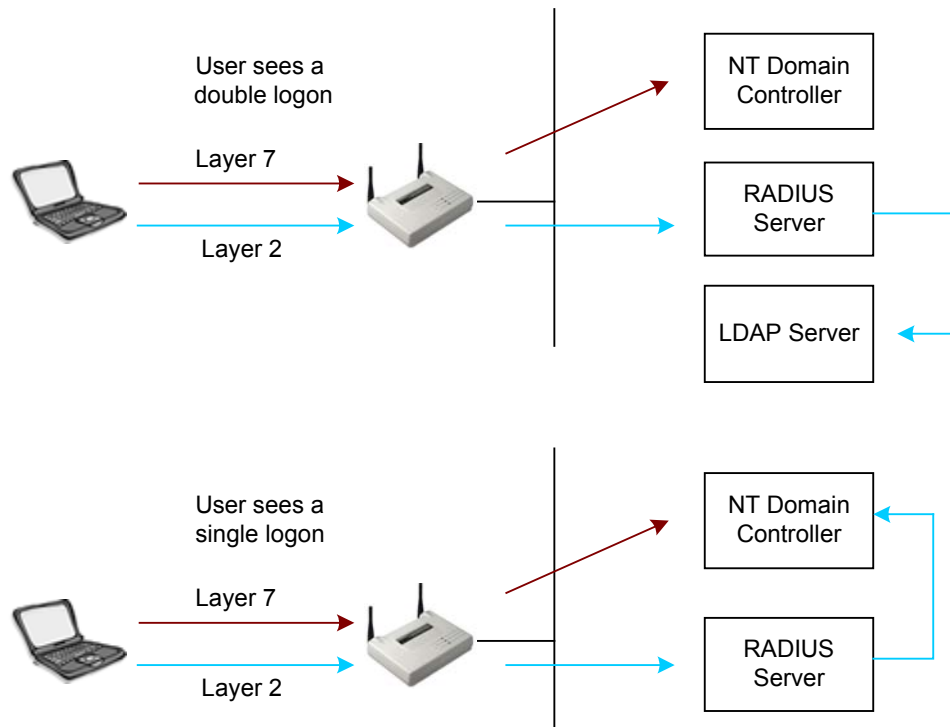 User sees a
double logon
Layer 7
Layer 2
NT Domain
Controller
RADIUS
Server
LDAP Server
User sees a
single logon
Layer 7
Layer 2
NT Domain
Controller
RADIUS
Server